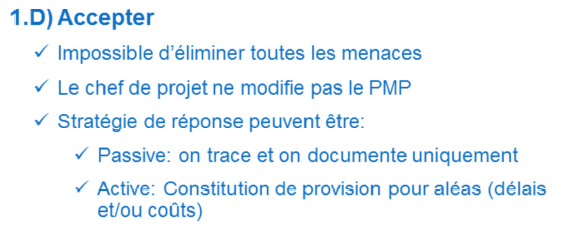 1.D) Accepter
✓ Impossible d'éliminer toutes les menaces
✓ Le chef de projet ne modifie pas le PMP
✓ Stratégie de réponse peuvent être:
✓ Passive: on trace et on documente uniquement
✓ Active: Constitution de provision pour aléas (délais
et/ou coûts)